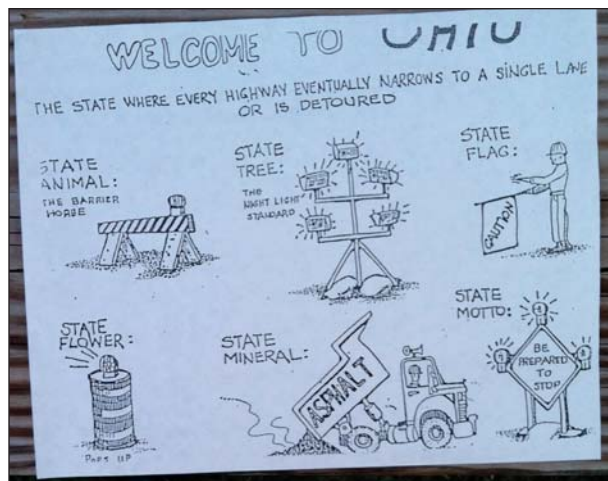 WELCOME TO OHIO
THE STATE WHERE EVERY HIGHWAY EVENTUALLY NARROWS TO A SINGLE LANE
OR IS DETOURED
STATE
ANIMAL:
THE BARRIER
HORSE
STATE
TREE:
THE
NIGHT LIGHT
STANDARD
STATE
FLAG:
CAUTION
STATE
FLOWER:
POPS UP
STATE
MINERAL:
ASPHALT
STATE
MOTTO:
BE
PREPARED
TO
STOP